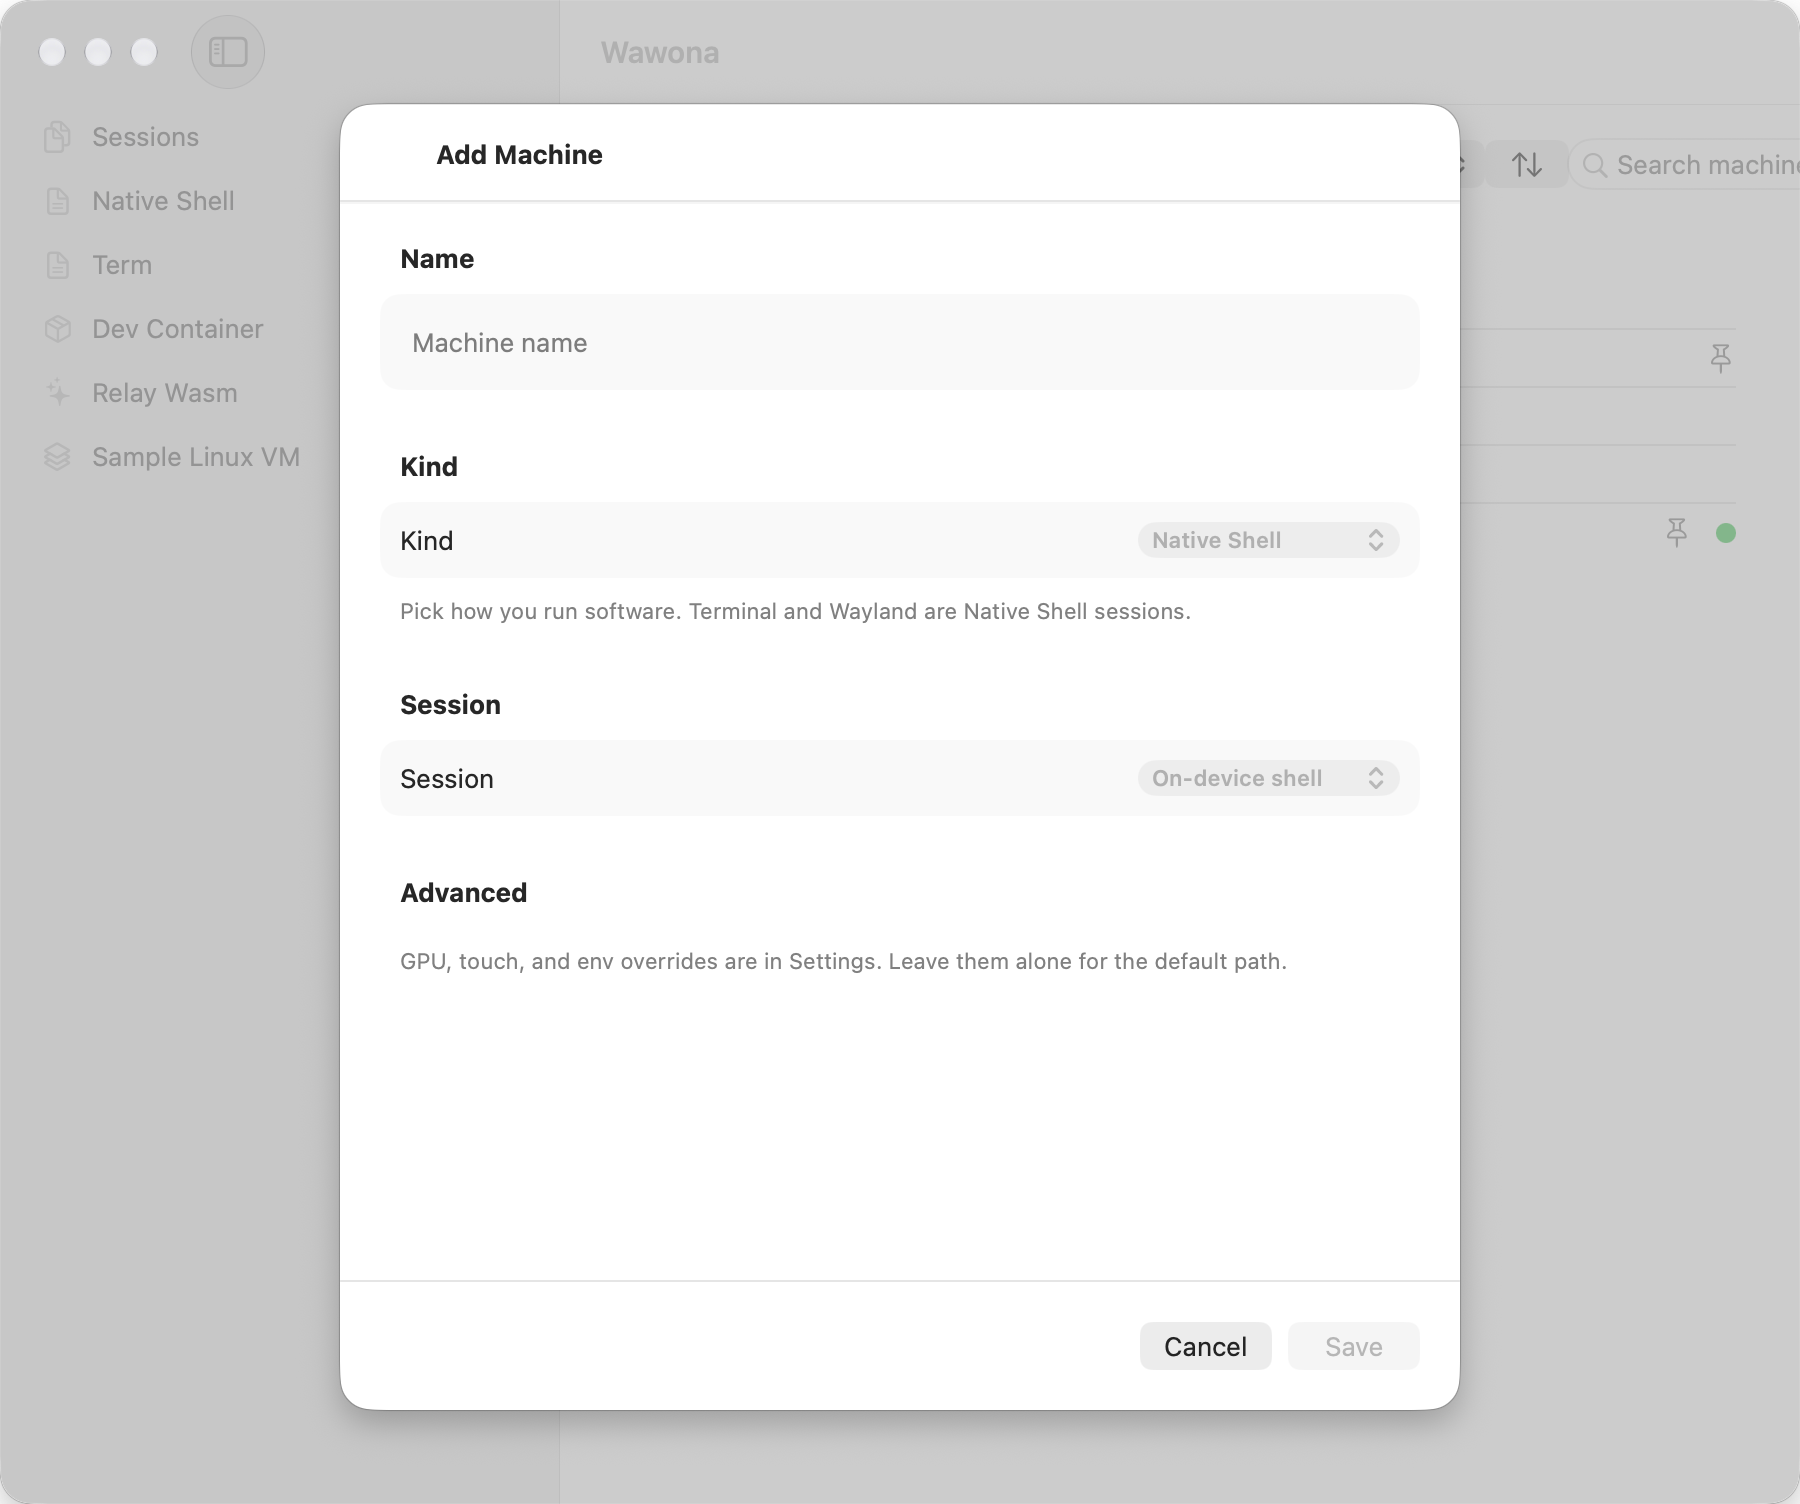 Wawona
Sessions
Native Shell
Term
Dev Container
Relay Wasm
Sample Linux VM
Search machine
Add Machine
Name
Machine name
Kind
Kind
Native Shell
Pick how you run software. Terminal and Wayland are Native Shell sessions.
Session
Session
On-device shell
Advanced
GPU, touch, and env overrides are in Settings. Leave them alone for the default path.
Cancel
Save